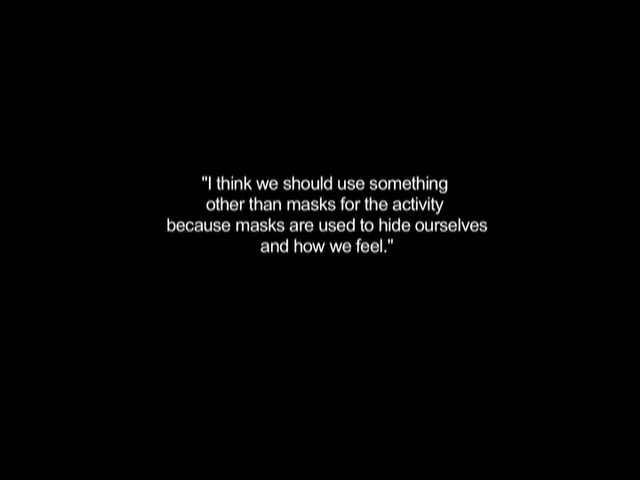 "I think we should use something
other than masks for the activity
because masks are used to hide ourselves
and how we feel."